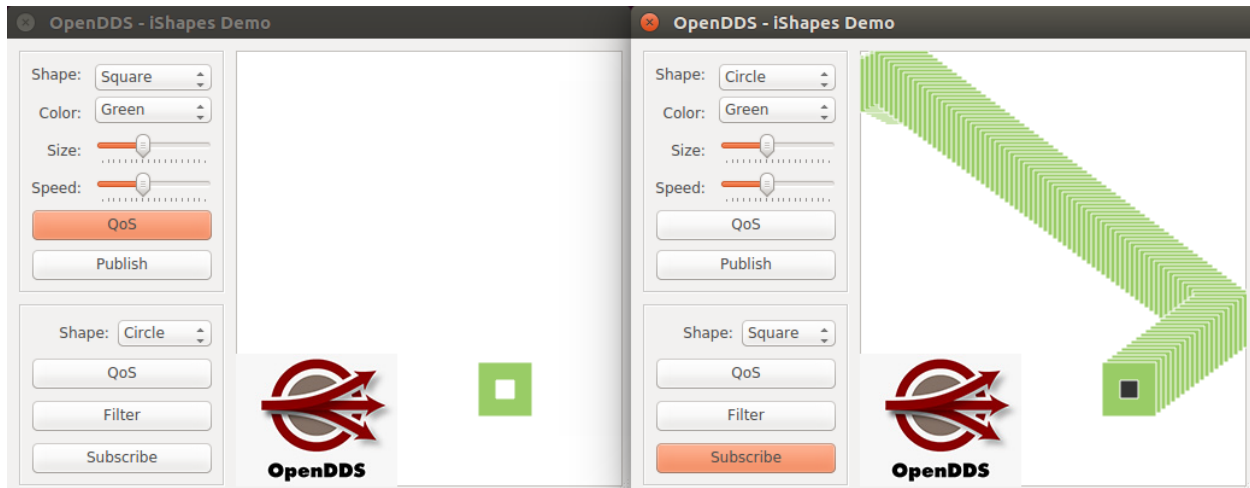 OpenDDS - iShapes Demo
Shape: Square
Color: Green
Size:
Speed:
QoS
Publish
Shape: Circle
QoS
Filter
Subscribe
OpenDDS
OpenDDS - iShapes Demo
Shape: Circle
Color: Green
Size:
Speed:
QoS
Publish
Shape: Square
QoS
Filter
Subscribe
OpenDDS